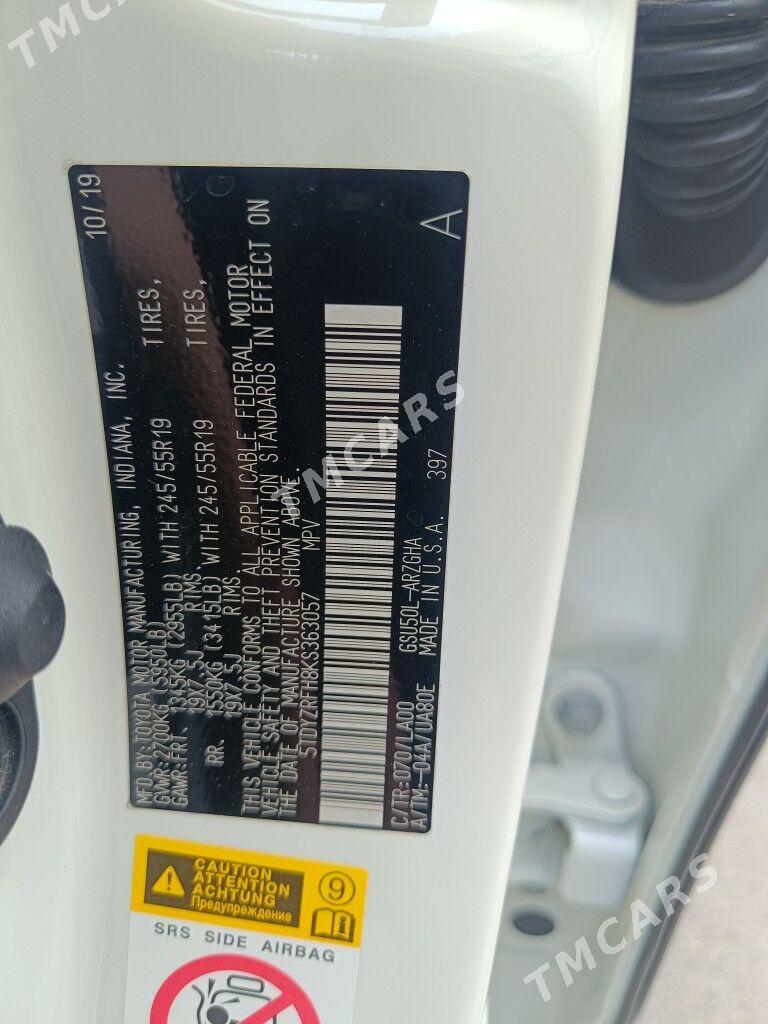 TMCARS
MFD.BY:TOYOTA MOTOR MANUFACTURING, INDIANA, INC. 10/19
GVWR:2700KG (5950LB)
GAWR:FRT. 1345KG (2955LB) WITH 245/55R19 TIRES,
19X7.5J RIMS.
RR. 1550KG (3415LB) WITH 245/55R19 TIRES,
19X7.5J RIMS.
THIS VEHICLE CONFORMS TO ALL APPLICABLE FEDERAL MOTOR
VEHICLE SAFETY AND THEFT PREVENTION STANDARDS IN EFFECT ON
THE DATE OF MANUFACTURE SHOWN ABOVE.
5TDYZRFH8KS363057 MPV
C/TR:070/LA00 GSU50L-ARZGHA
A/TM:-04A/UA80E MADE IN U.S.A. 397 A
TMCARS
CAUTION
ATTENTION
ACHTUNG
Предупреждение
9
SRS SIDE AIRBAG
TMCARS